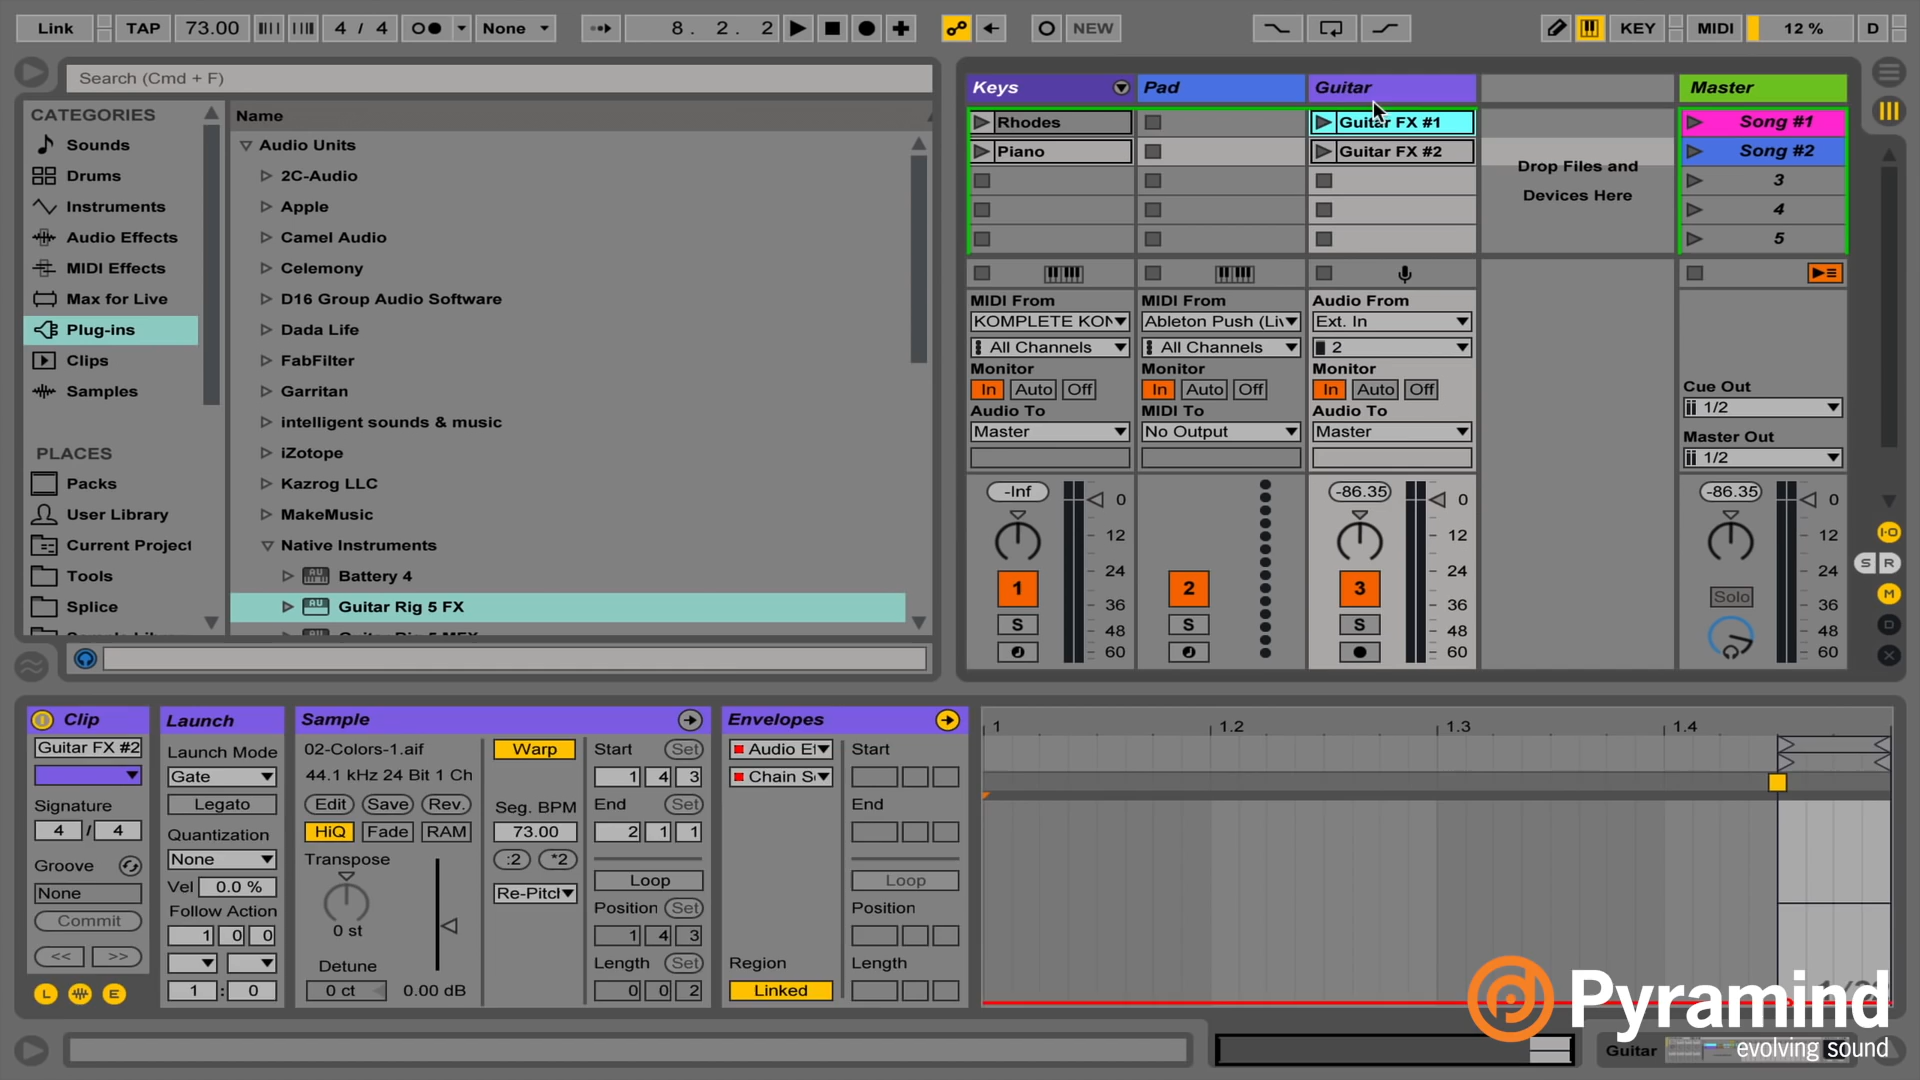 Link
TAP
73.00
4 / 4
None
8. 2. 2
NEW
KEY
MIDI
12 %
D
Search (Cmd + F)
CATEGORIES
Sounds
Drums
Instruments
Audio Effects
MIDI Effects
Max for Live
Plug-ins
Clips
Samples
PLACES
Packs
User Library
Current Project
Tools
Splice
Name
Audio Units
2C-Audio
Apple
Camel Audio
Celemony
D16 Group Audio Software
Dada Life
FabFilter
Garritan
intelligent sounds & music
iZotope
Kazrog LLC
MakeMusic
Native Instruments
Battery 4
Guitar Rig 5 FX
Keys
Rhodes
Piano
MIDI From
KOMPLETE KON
All Channels
Monitor
In Auto Off
Audio To
Master
-Inf
0
12
24
36
48
60
1
S
Pad
MIDI From
Ableton Push (Liv
All Channels
Monitor
In Auto Off
MIDI To
No Output
2
S
Guitar
Guitar FX #1
Guitar FX #2
Audio From
Ext. In
2
Monitor
In Auto Off
Audio To
Master
-86.35
0
12
24
36
48
60
3
S
Drop Files and
Devices Here
Master
Song #1
Song #2
3
4
5
Cue Out
1/2
Master Out
1/2
-86.35
0
12
24
36
48
60
Solo
I·O
S R
M
D
X
Clip
Guitar FX #2
Signature
4 / 4
Groove
None
Commit
<< >>
L E
Launch
Launch Mode
Gate
Legato
Quantization
None
Vel 0.0 %
Follow Action
1 0 0
1 : 0
Sample
02-Colors-1.aif
44.1 kHz 24 Bit 1 Ch
Edit Save Rev.
HiQ Fade RAM
Transpose
0 st
Detune
0 ct 0.00 dB
Warp
Seg. BPM
73.00
:2 *2
Re-Pitch
Start Set
1 4 3
End Set
2 1 1
Loop
Position Set
1 4 3
Length Set
0 0 2
Envelopes
Audio Ef
Chain Se
Region
Linked
Start
End
Loop
Position
Length
1 1.2 1.3 1.4
Pyramind
evolving sound
Guitar